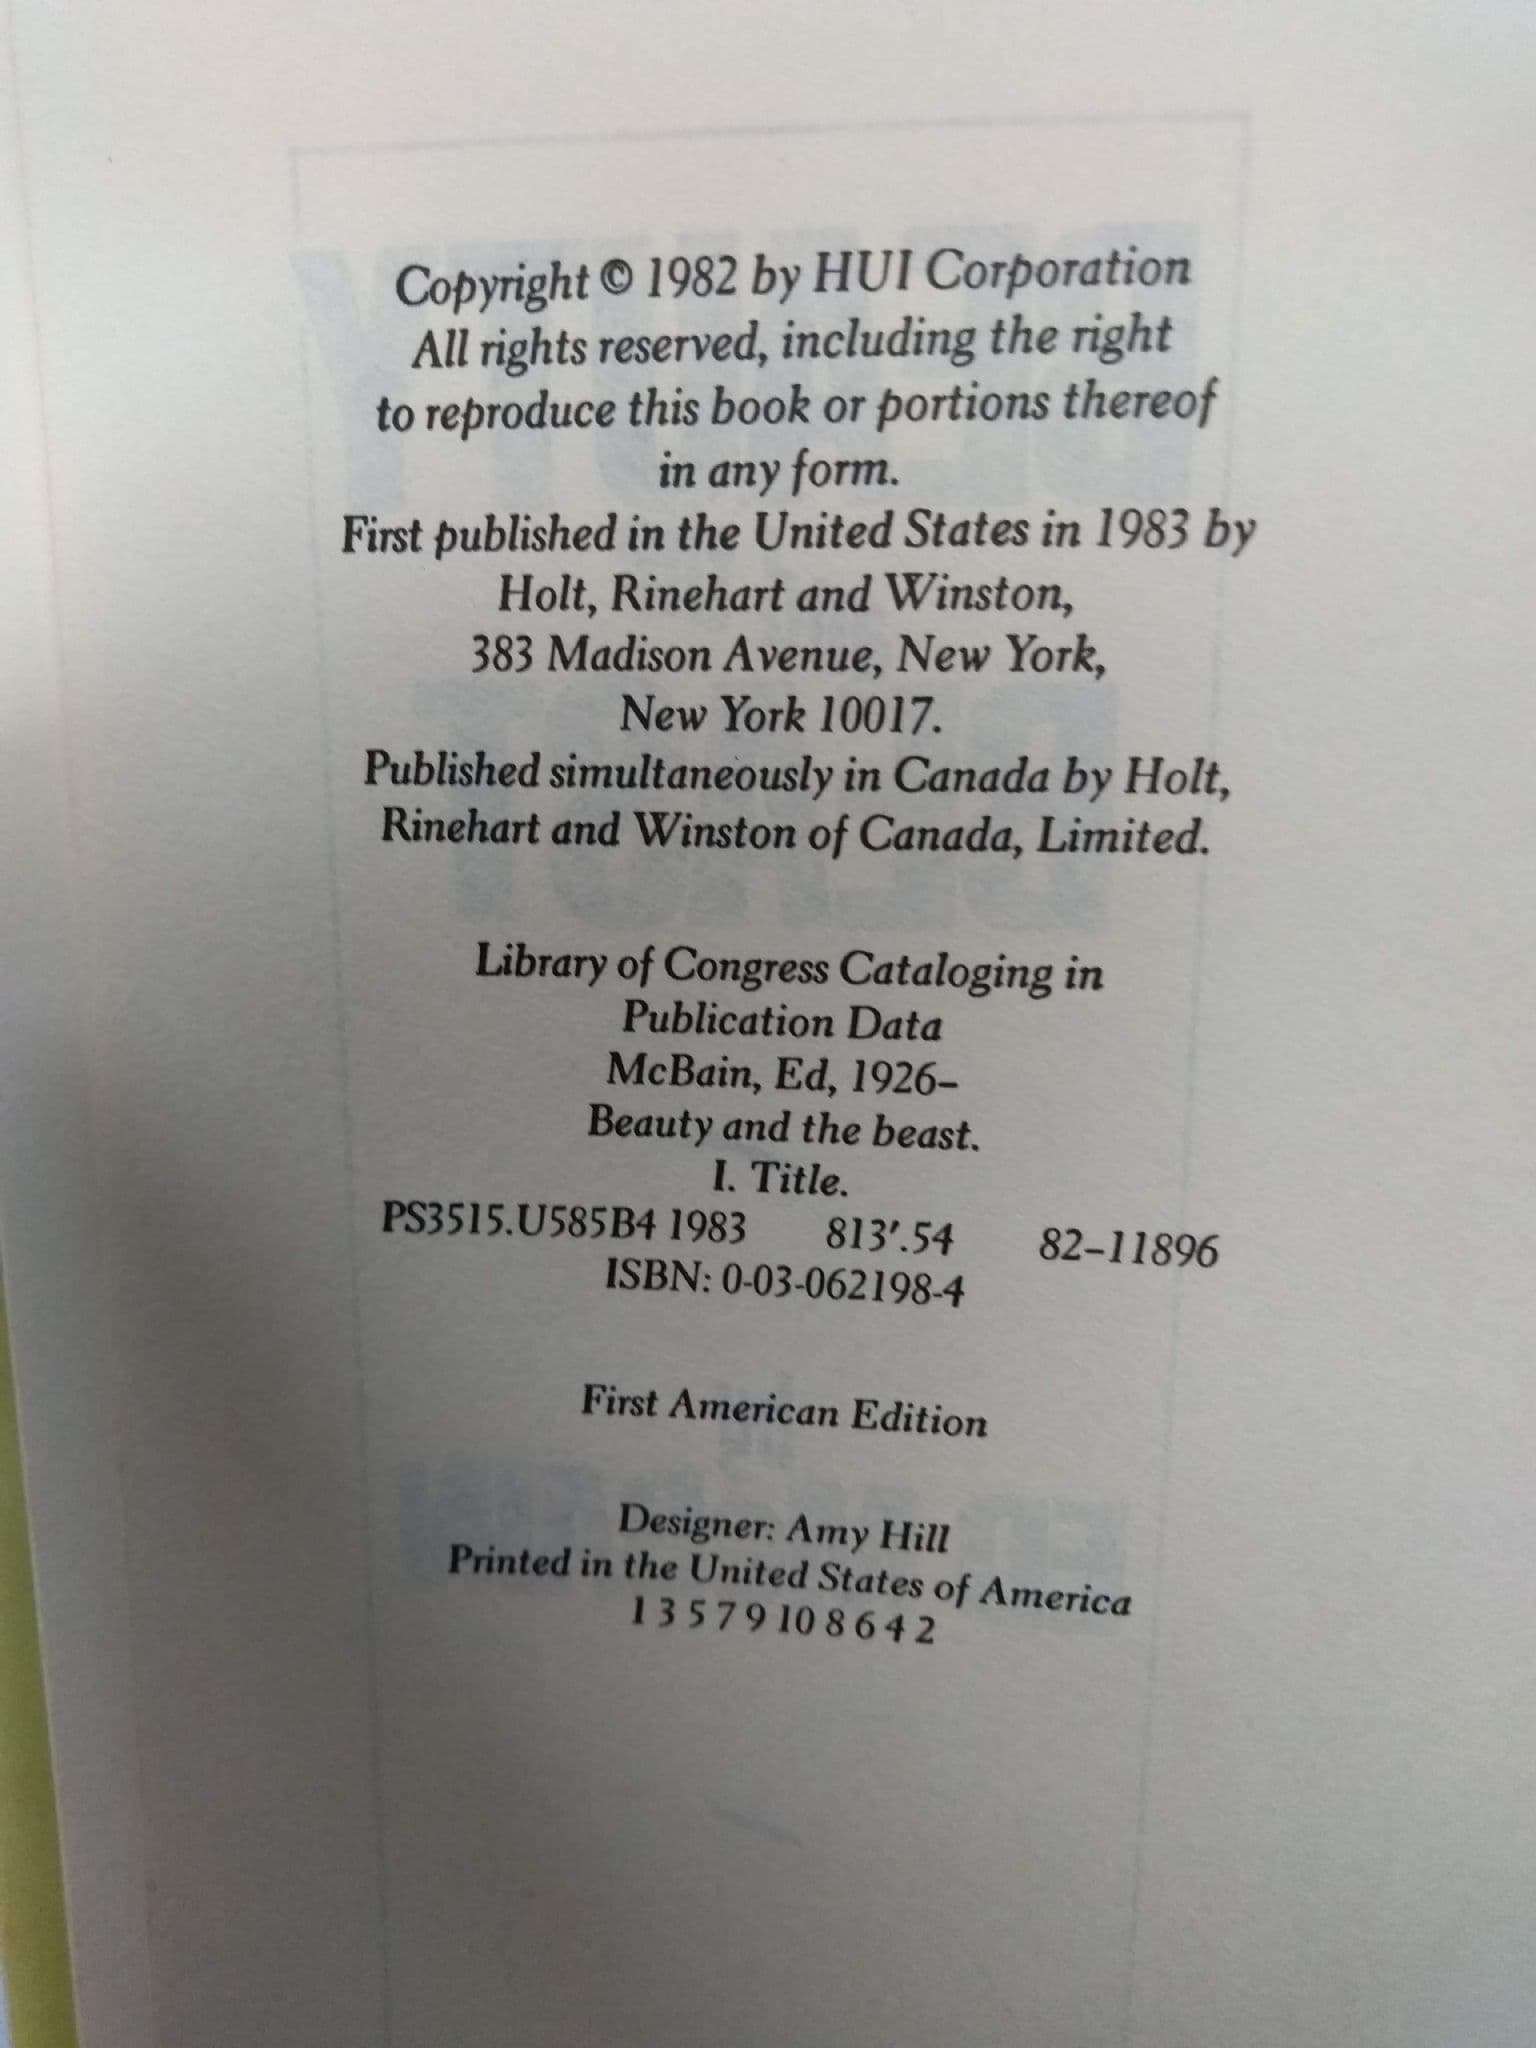 Copyright © 1982 by HUI Corporation
All rights reserved, including the right
to reproduce this book or portions thereof
in any form.
First published in the United States in 1983 by
Holt, Rinehart and Winston,
383 Madison Avenue, New York,
New York 10017.
Published simultaneously in Canada by Holt,
Rinehart and Winston of Canada, Limited.
Library of Congress Cataloging in
Publication Data
McBain, Ed, 1926–
Beauty and the beast.
I. Title.
PS3515.U585B4 1983 813′.54 82–11896
ISBN: 0-03-062198-4
First American Edition
Designer: Amy Hill
Printed in the United States of America
1 3 5 7 9 10 8 6 4 2